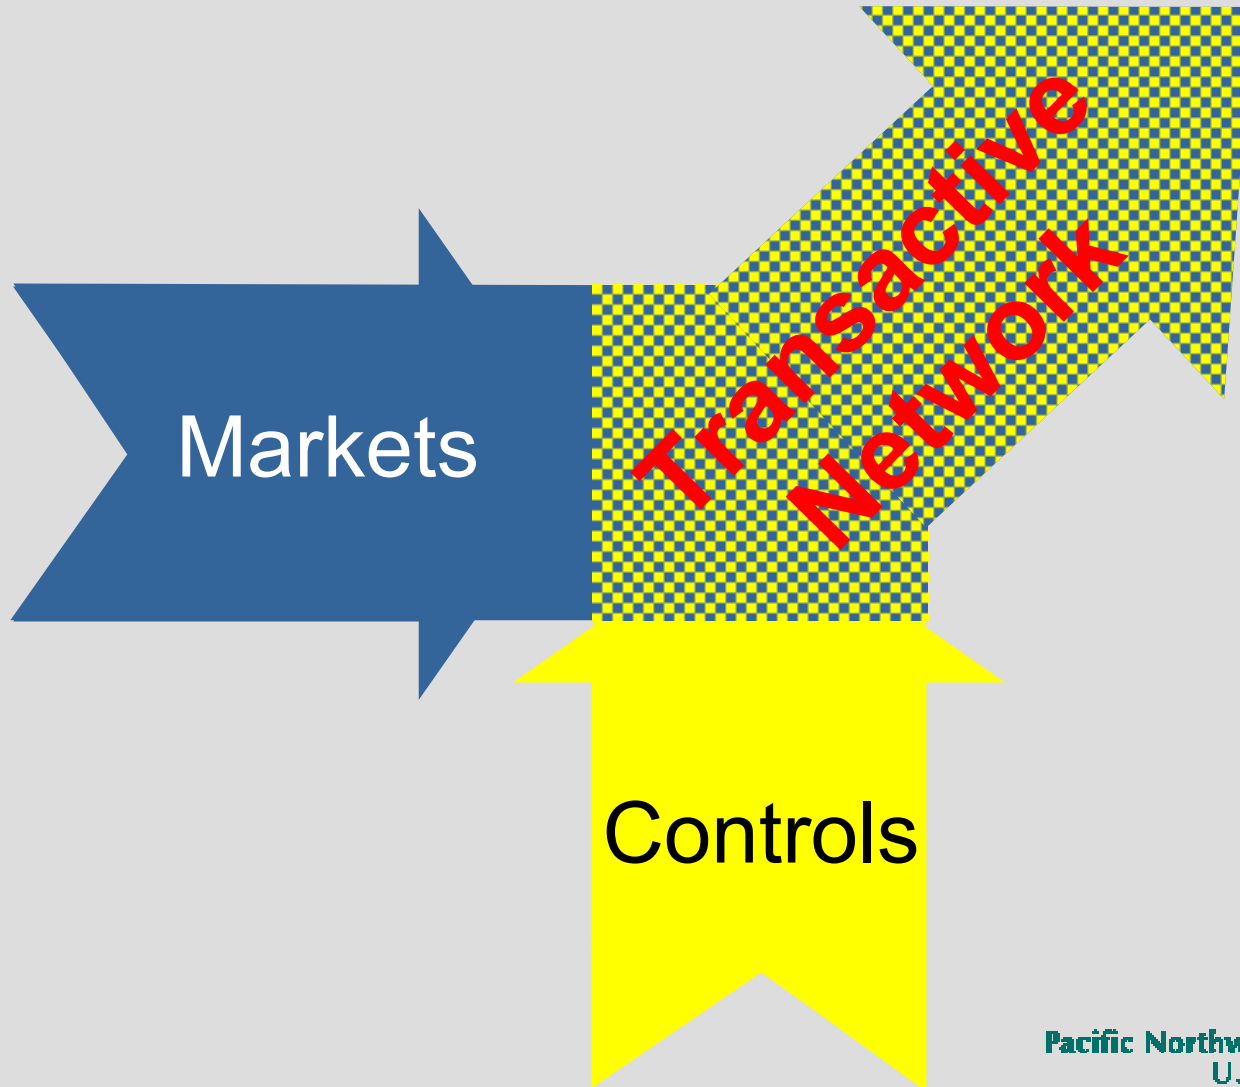 Transactive
Network
Markets
Controls
Pacific Northw
U.